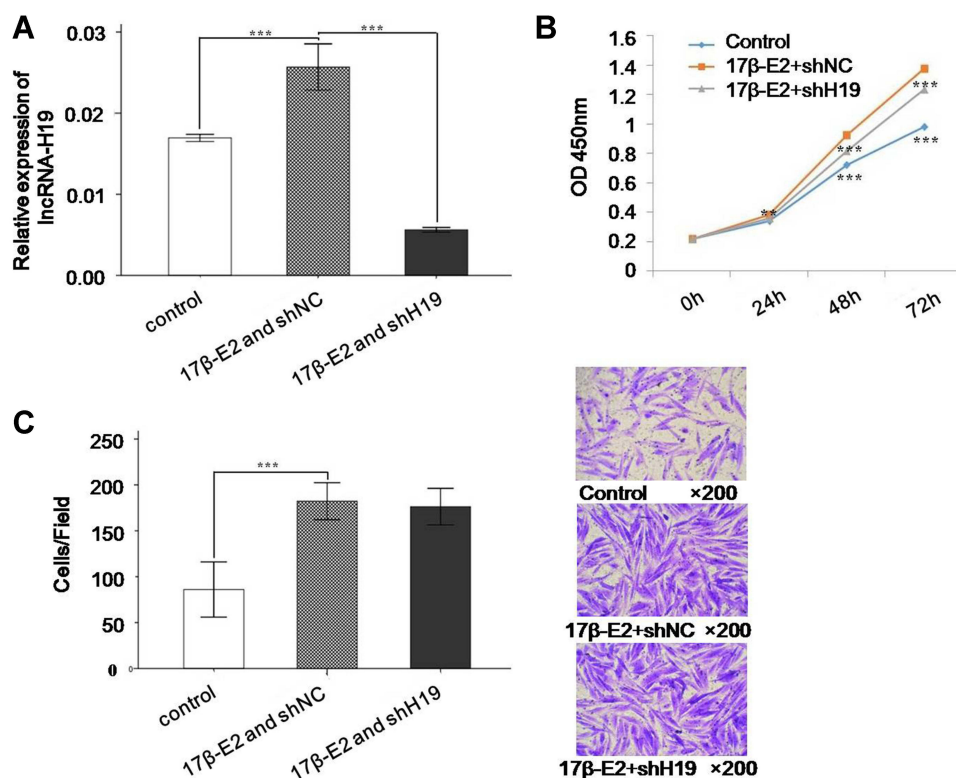 A
Relative expression of
lncRNA-H19
0.03
0.02
0.01
0.00
***
***
control
17β-E2 and shNC
17β-E2 and shH19
B
OD 450nm
1.6
1.4
1.2
1
0.8
0.6
0.4
0.2
0
Control
17β-E2+shNC
17β-E2+shH19
**
***
***
***
***
0h
24h
48h
72h
C
Cells/Field
250
200
150
100
50
0
0
***
control
17β-E2 and shNC
17β-E2 and shH19
Control ×200
17β-E2+shNC ×200
17β-E2+shH19 ×200